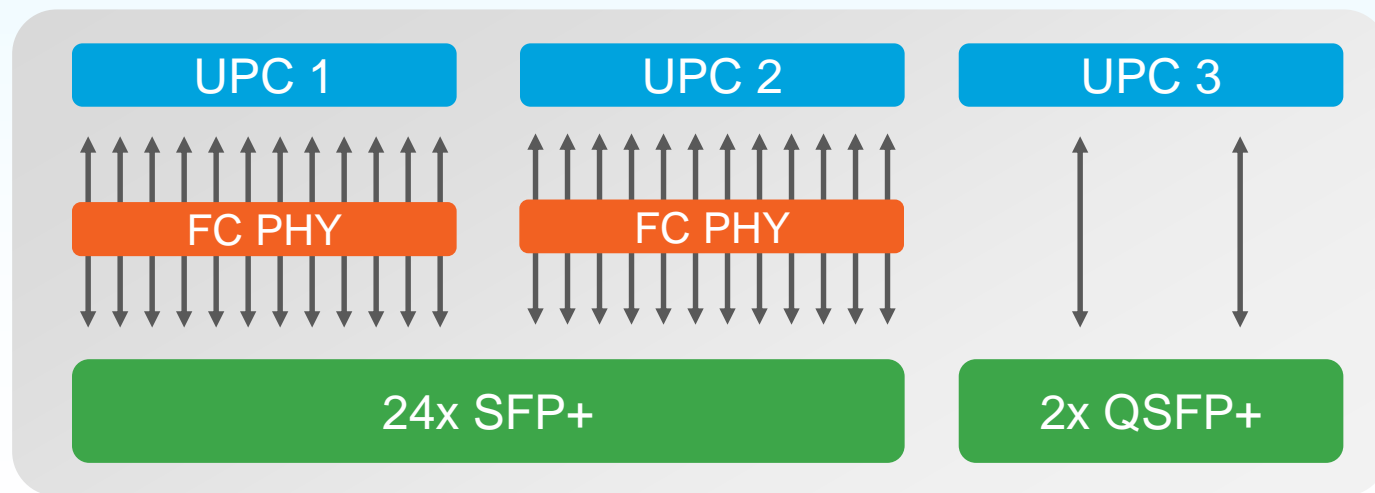 UPC 1
UPC 2
UPC 3
FC PHY
FC PHY
24x SFP+
2x QSFP+